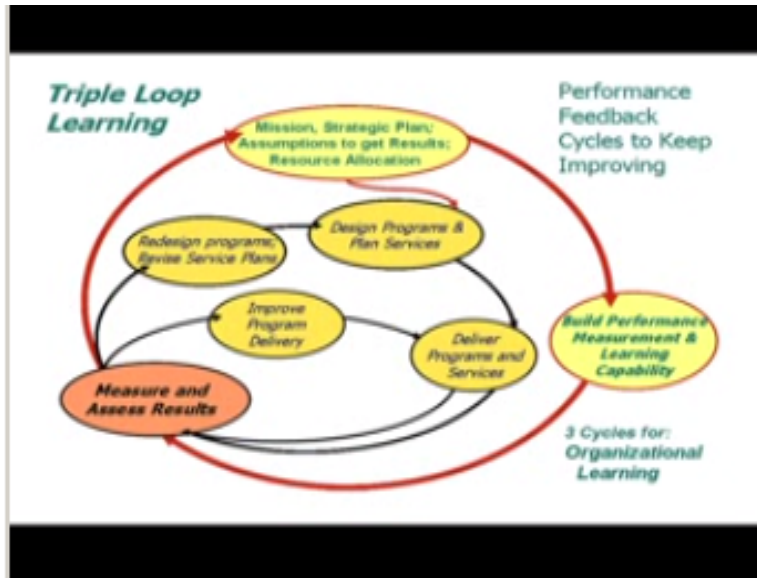 Triple Loop
Learning
Performance
Feedback
Cycles to Keep
Improving
Mission, Strategic Plan;
Assumptions to get Results;
Resource Allocation
Redesign programs;
Revise Service Plans
Design Programs &
Plan Services
Improve
Program
Delivery
Deliver
Programs and
Services
Build Performance
Measurement &
Learning
Capability
Measure and
Assess Results
3 Cycles for:
Organizational
Learning